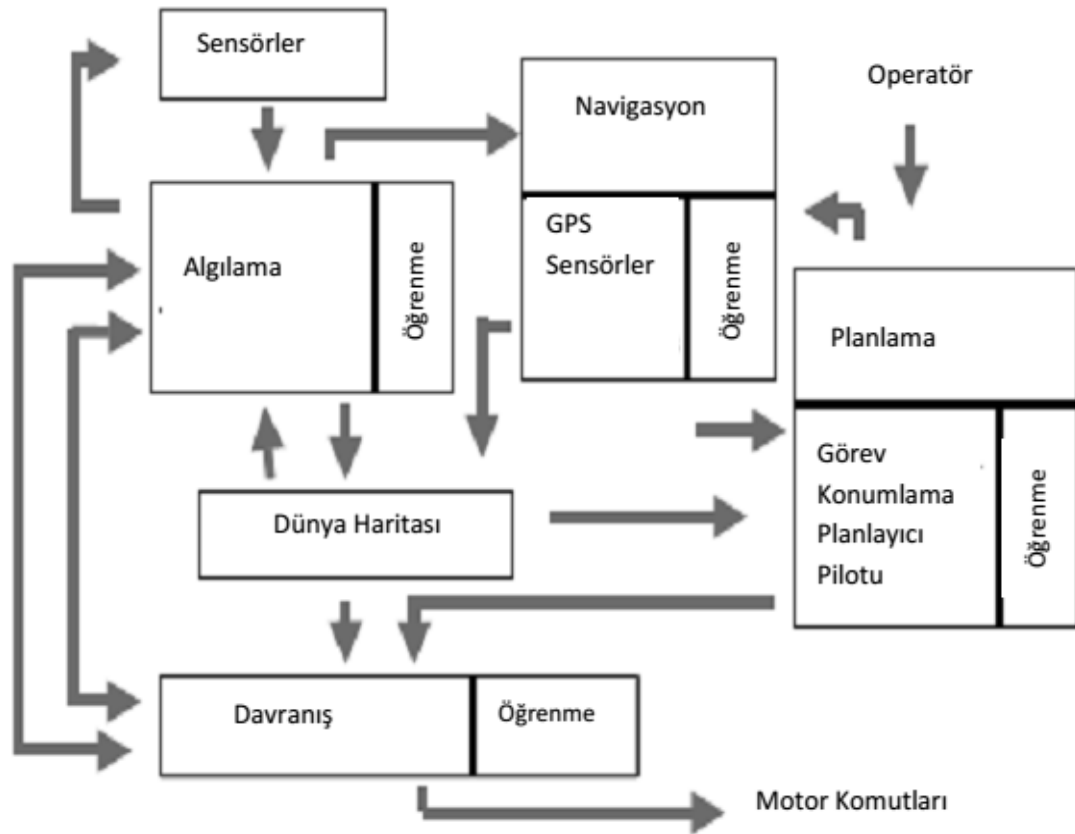 Sensörler
Navigasyon
Operatör
Algılama
Öğrenme
GPS
Sensörler
Öğrenme
Planlama
Görev
Konumlama
Planlayıcı
Pilotu
Öğrenme
Dünya Haritası
Davranış
Öğrenme
Motor Komutları